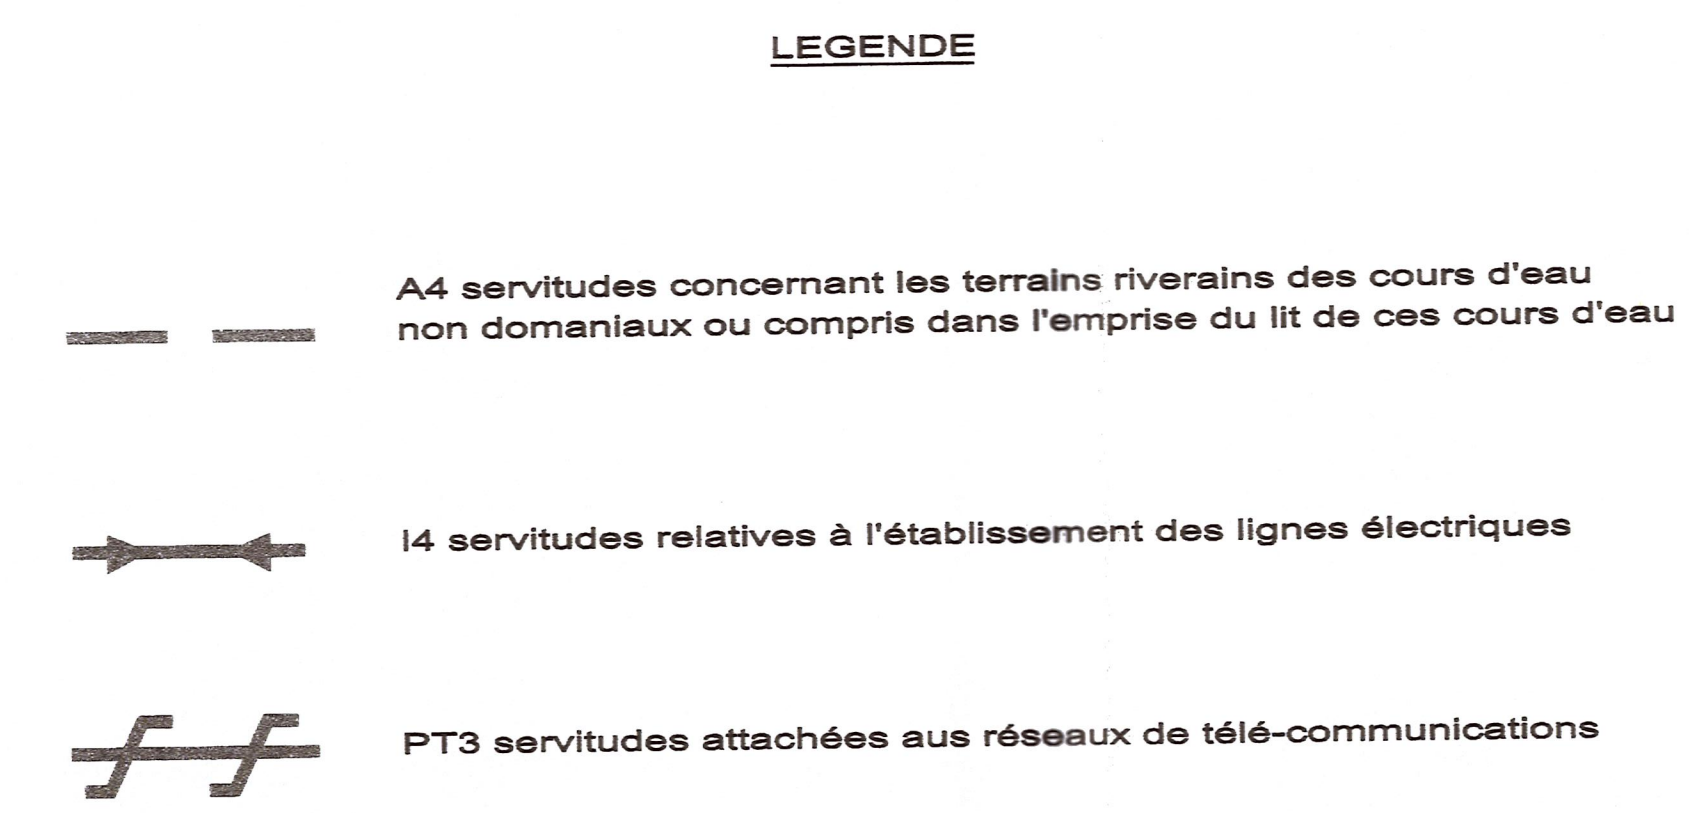 LEGENDE
A4 servitudes concernant les terrains riverains des cours d'eau
non domaniaux ou compris dans l'emprise du lit de ces cours d'eau
I4 servitudes relatives à l'établissement des lignes électriques
PT3 servitudes attachées aus réseaux de télé-communications